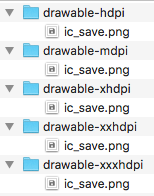 drawable-hdpi
ic_save.png
drawable-mdpi
ic_save.png
drawable-xhdpi
ic_save.png
drawable-xxhdpi
ic_save.png
drawable-xxxhdpi
ic_save.png